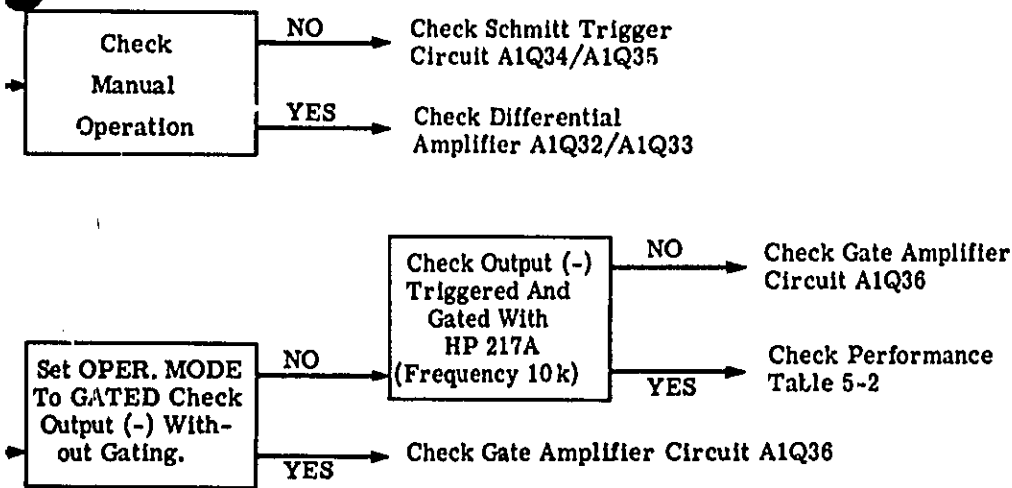 Check
Manual
Operation
NO
Check Schmitt Trigger
Circuit A1Q34/A1Q35
YES
Check Differential
Amplifier A1Q32/A1Q33
Set OPER. MODE
To GATED Check
Output (-) With-
out Gating.
NO
Check Output (-)
Triggered And
Gated With
HP 217A
(Frequency 10k)
NO
Check Gate Amplifier
Circuit A1Q36
YES
Check Performance
Table 5-2
YES
Check Gate Amplifier Circuit A1Q36